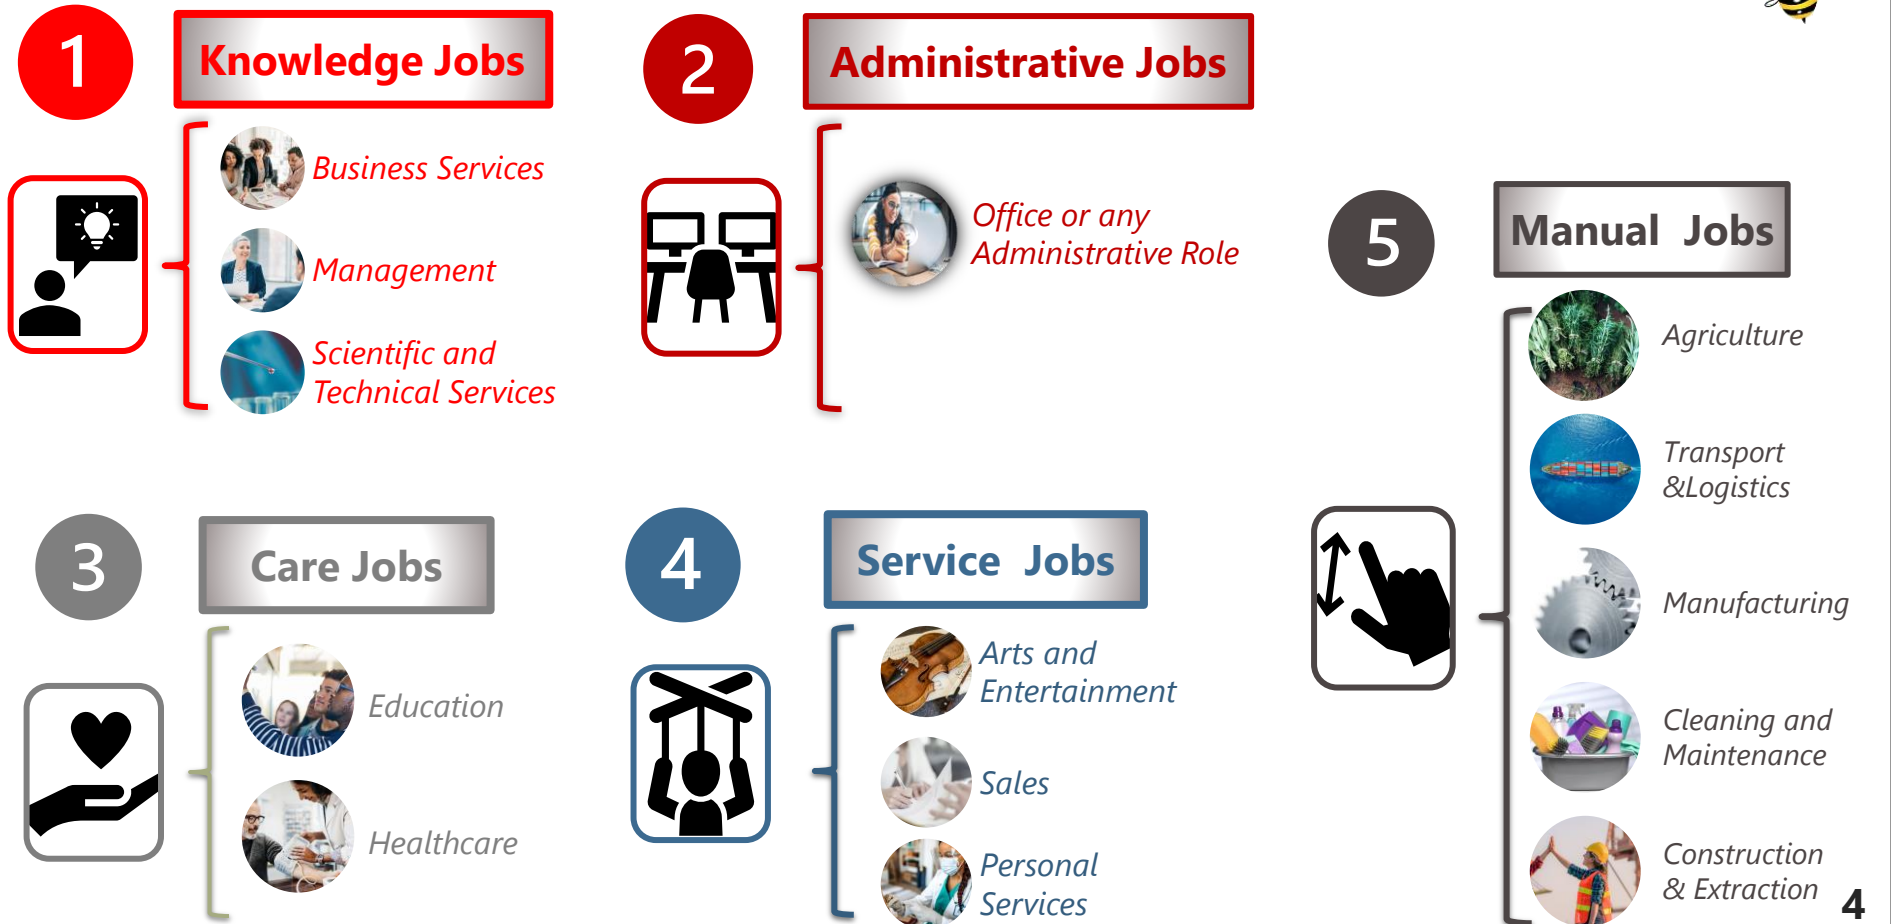 1
Knowledge Jobs
Business Services
Management
Scientific and
Technical Services
2
Administrative Jobs
Office or any
Administrative Role
3
Care Jobs
Education
Healthcare
4
Service Jobs
Arts and
Entertainment
Sales
Personal
Services
5
Manual Jobs
Agriculture
Transport
&Logistics
Manufacturing
Cleaning and
Maintenance
Construction
& Extraction
4